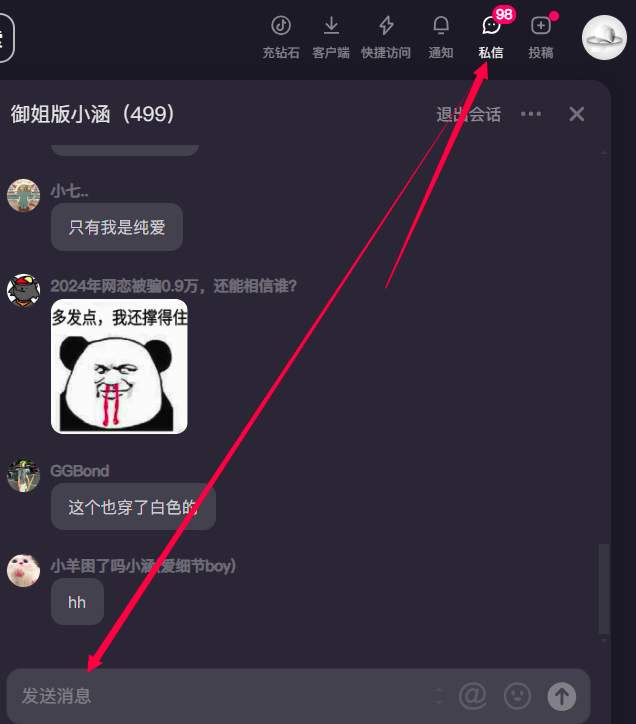 98
充钻石 客户端 快捷访问 通知 私信 投稿
御姐版小涵（499） 退出会话
小七..
只有我是纯爱
2024年网恋被骗0.9万，还能相信谁?
多发点，我还撑得住
GGBond
这个也穿了白色的
小羊困了吗小涵(爱细节boy)
hh
发送消息